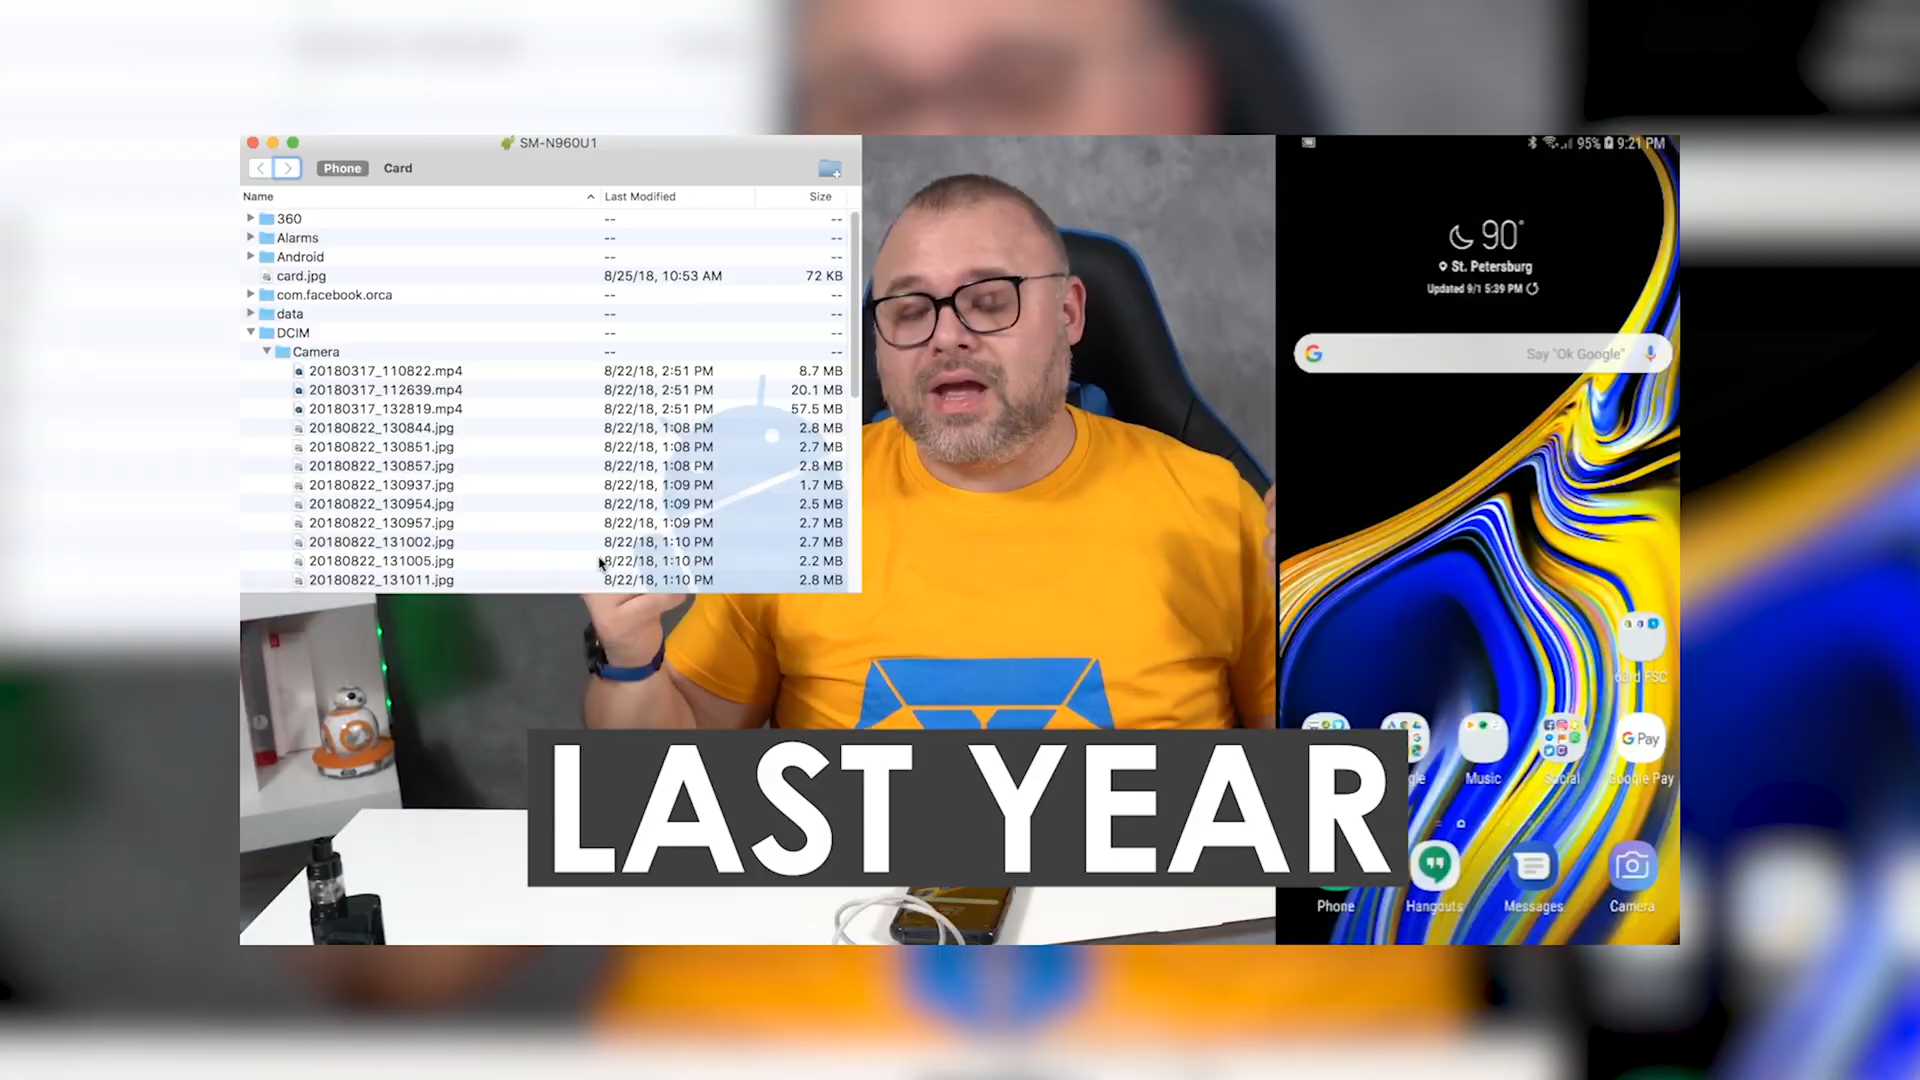 SM-N960U1
Phone Card
Name Last Modified Size
360 -- --
Alarms -- --
Android -- --
card.jpg 8/25/18, 10:53 AM 72 KB
com.facebook.orca -- --
data -- --
DCIM -- --
Camera -- --
20180317_110822.mp4 8/22/18, 2:51 PM 8.7 MB
20180317_112639.mp4 8/22/18, 2:51 PM 20.1 MB
20180317_132819.mp4 8/22/18, 2:51 PM 57.5 MB
20180822_130844.jpg 8/22/18, 1:08 PM 2.8 MB
20180822_130851.jpg 8/22/18, 1:08 PM 2.7 MB
20180822_130857.jpg 8/22/18, 1:08 PM 2.8 MB
20180822_130937.jpg 8/22/18, 1:09 PM 1.7 MB
20180822_130954.jpg 8/22/18, 1:09 PM 2.5 MB
20180822_130957.jpg 8/22/18, 1:09 PM 2.7 MB
20180822_131002.jpg 8/22/18, 1:10 PM 2.7 MB
20180822_131005.jpg 8/22/18, 1:10 PM 2.2 MB
20180822_131011.jpg 8/22/18, 1:10 PM 2.8 MB
95% 9:21 PM
90°
St. Petersburg
Updated 9/1 5:39 PM
G Say "Ok Google"
FSC
G Pay
Music Social Google Pay
LAST YEAR
Phone Hangouts Messages Camera